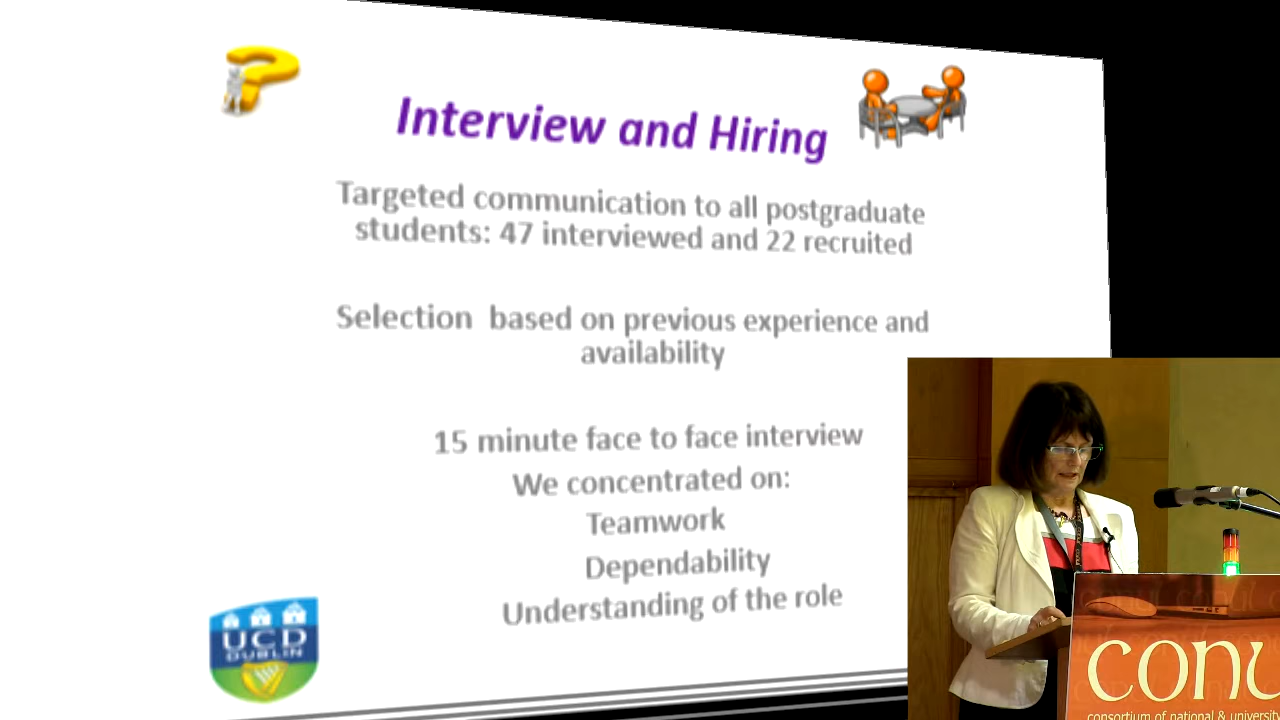 Interview and Hiring
Targeted communication to all postgraduate
students: 47 interviewed and 22 recruited
Selection based on previous experience and
availability
15 minute face to face interview
We concentrated on:
Teamwork
Dependability
Understanding of the role
UCD
DUBLIN
conu
consortium of national & university